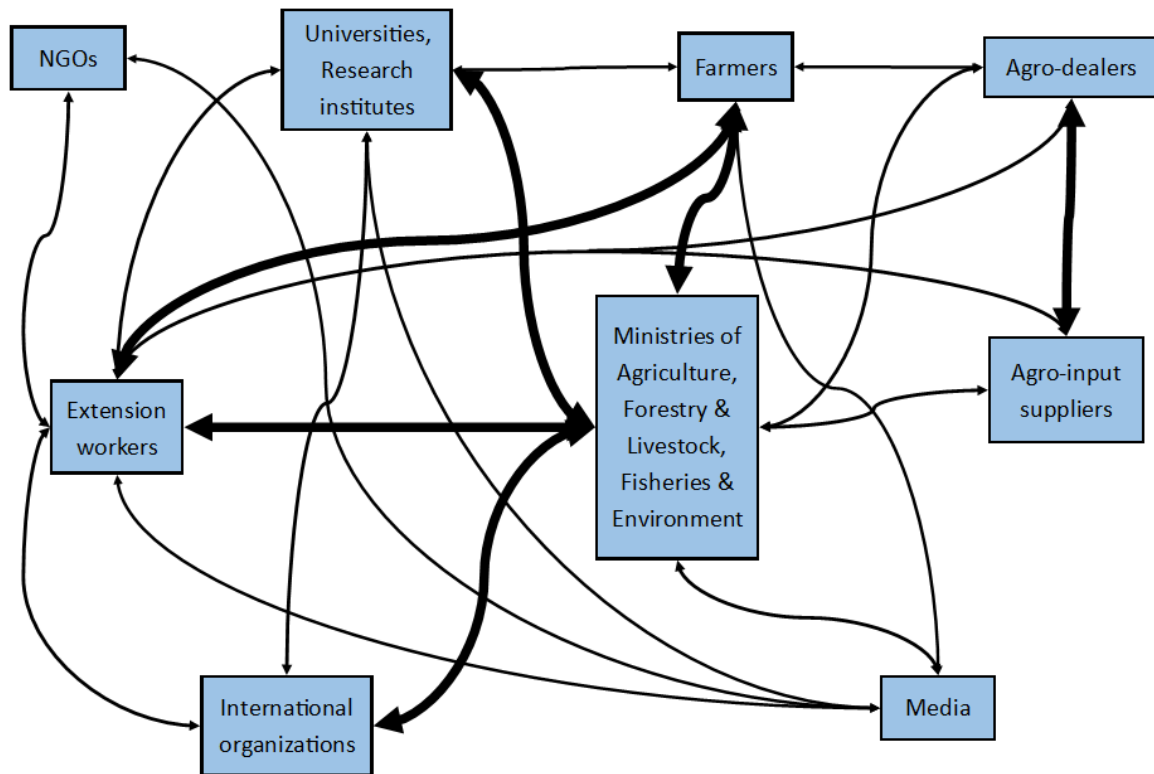 NGOs
Universities,
Research
institutes
Farmers
Agro-dealers
Extension
workers
Ministries of
Agriculture,
Forestry &
Livestock,
Fisheries &
Environment
Agro-input
suppliers
International
organizations
Media